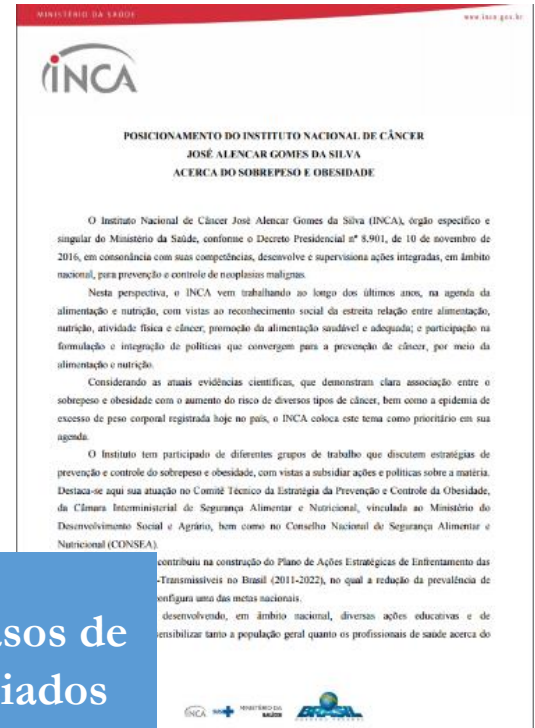 MINISTÉRIO DA SAÚDE
www.inca.gov.br
INCA
POSICIONAMENTO DO INSTITUTO NACIONAL DE CÂNCER
JOSÉ ALENCAR GOMES DA SILVA
ACERCA DO SOBREPESO E OBESIDADE
O Instituto Nacional de Câncer José Alencar Gomes da Silva (INCA), órgão específico e
singular do Ministério da Saúde, conforme o Decreto Presidencial nº 8.901, de 10 de novembro de
2016, em consonância com suas competências, desenvolve e supervisiona ações integradas, em âmbito
nacional, para prevenção e controle de neoplasias malignas.
Nesta perspectiva, o INCA vem trabalhando ao longo dos últimos anos, na agenda da
alimentação e nutrição, com vistas ao reconhecimento social da estreita relação entre alimentação,
nutrição, atividade física e câncer; promoção da alimentação saudável e adequada; e participação na
formulação e integração de políticas que convergem para a prevenção de câncer, por meio da
alimentação e nutrição.
Considerando as atuais evidências científicas, que demonstram clara associação entre o
sobrepeso e obesidade com o aumento do risco de diversos tipos de câncer, bem como a epidemia de
excesso de peso corporal registrada hoje no país, o INCA coloca este tema como prioritário em sua
agenda.
O Instituto tem participado de diferentes grupos de trabalho que discutem estratégias de
prevenção e controle do sobrepeso e obesidade, com vistas a subsidiar ações e políticas sobre a matéria.
Destaca-se aqui sua atuação no Comitê Técnico da Estratégia da Prevenção e Controle da Obesidade,
da Câmara Interministerial de Segurança Alimentar e Nutricional, vinculada ao Ministério do
Desenvolvimento Social e Agrário, bem como no Conselho Nacional de Segurança Alimentar e
Nutricional (CONSEA).
contribuiu na construção do Plano de Ações Estratégicas de Enfrentamento das
-Transmissíveis no Brasil (2011-2022), no qual a redução da prevalência de
onfigura uma das metas nacionais.
desenvolvendo, em âmbito nacional, diversas ações educativas e de
ensibilizar tanto a população geral quanto os profissionais de saúde acerca do
sos de
iados
INCA SUS MINISTÉRIO DA SAÚDE BRASIL